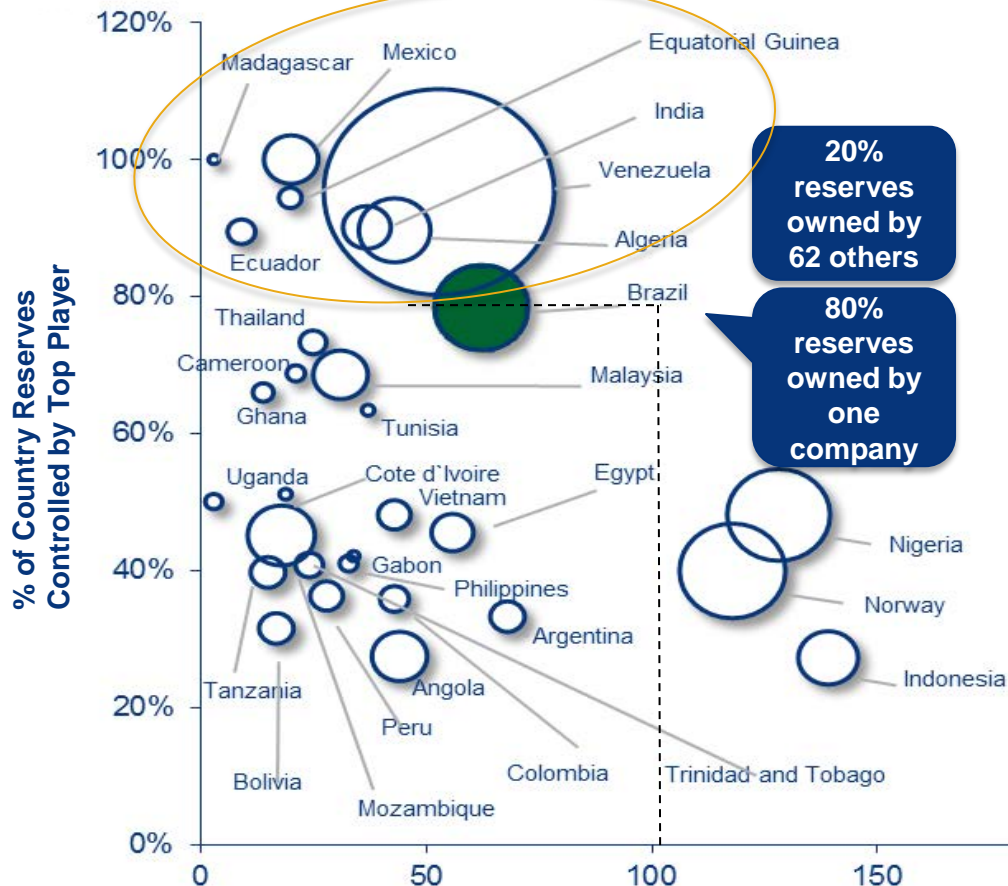 120%
Equatorial Guinea
Mexico
Madagascar
India
20%
reserves
owned by
62 others
100%
Venezuela
Algeria
Ecuador
80%
Brazil
80%
reserves
owned by
one
company
Thailand
Cameroon
Malaysia
Ghana
Tunisia
60%
% of Country Reserves
Controlled by Top Player
Uganda
Cote d`Ivoire
Egypt
Vietnam
Nigeria
40%
Gabon
Philippines
Norway
Argentina
Indonesia
Tanzania
Angola
20%
Peru
Colombia
Trinidad and Tobago
Bolivia
Mozambique
0%
0
50
100
150